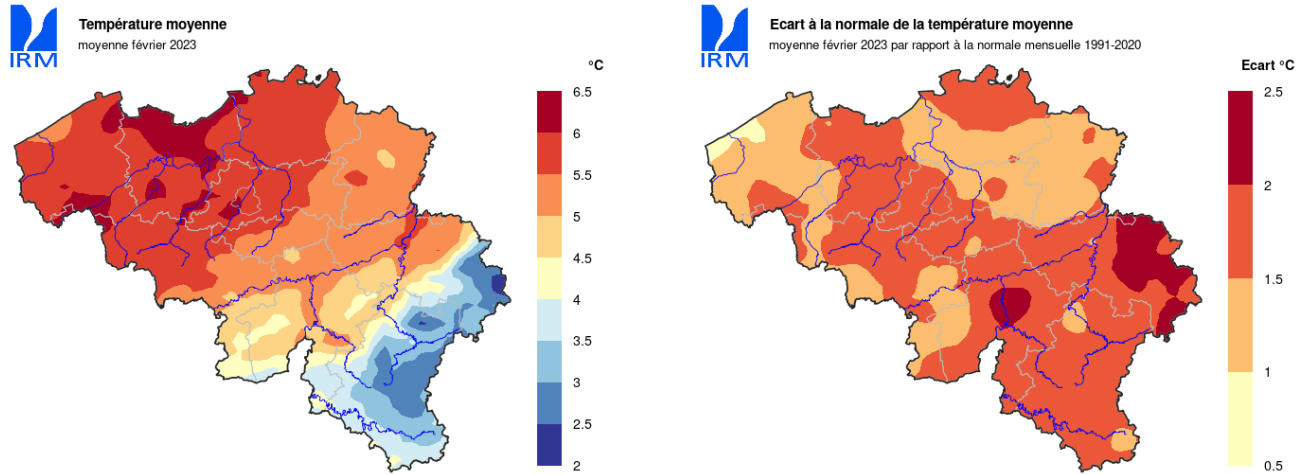 IRM
Température moyenne
moyenne février 2023
°C
6.5
6
5.5
5
4.5
4
3.5
3
2.5
2
IRM
Ecart à la normale de la température moyenne
moyenne février 2023 par rapport à la normale mensuelle 1991-2020
Ecart °C
2.5
2
1.5
1
0.5